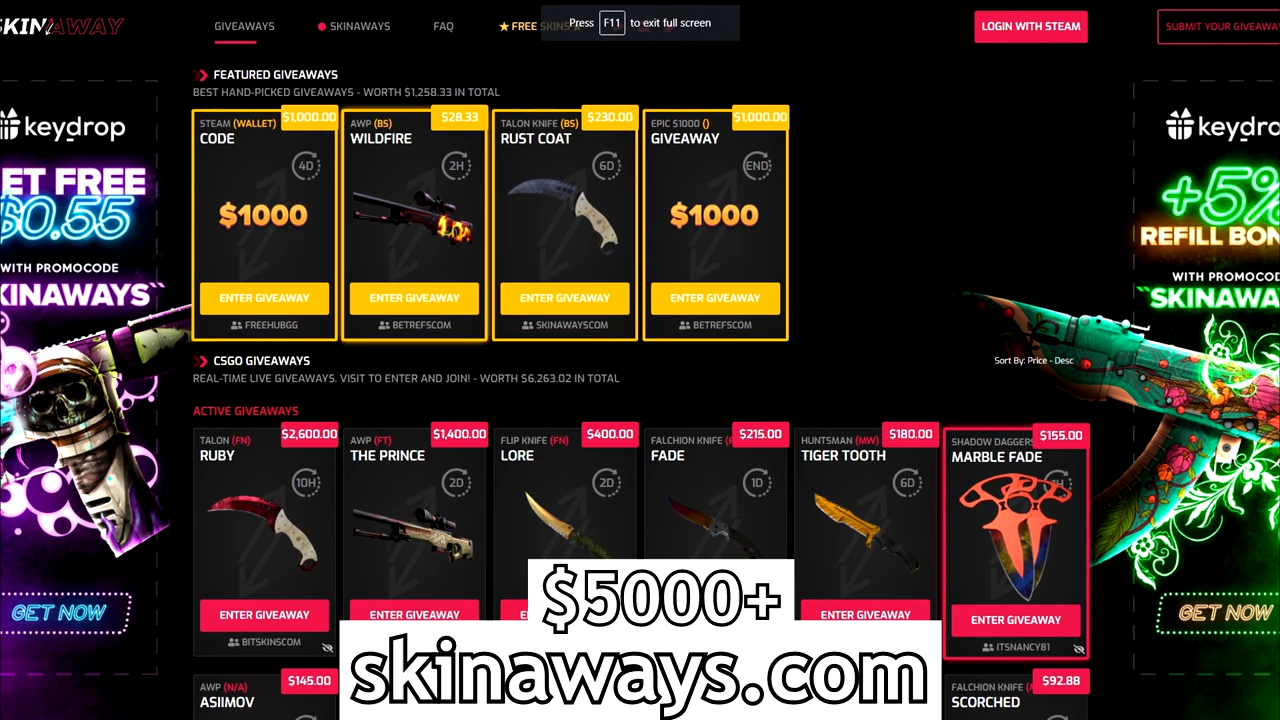 SKINAWAY
GIVEAWAYS
SKINAWAYS
FAQ
★ FREE SKINS
Press F11 to exit full screen
LOGIN WITH STEAM
SUBMIT YOUR GIVEAWA
FEATURED GIVEAWAYS
BEST HAND-PICKED GIVEAWAYS - WORTH $1,258.33 IN TOTAL
STEAM (WALLET)
$1,000.00
CODE
4D
$1000
ENTER GIVEAWAY
FREEHUBGG
AWP (BS)
$28.33
WILDFIRE
2H
ENTER GIVEAWAY
BETREFSCOM
TALON KNIFE (BS)
$230.00
RUST COAT
6D
ENTER GIVEAWAY
SKINAWAYSCOM
EPIC $1000 ()
$1,000.00
GIVEAWAY
END
$1000
ENTER GIVEAWAY
BETREFSCOM
keydrop
ET FREE
$0.55
WITH PROMOCODE
KINAWAYS``
GET NOW
keydro
+5%
REFILL BON
WITH PROMOCOD
``SKINAWA
GET NOW
CSGO GIVEAWAYS
REAL-TIME LIVE GIVEAWAYS. VISIT TO ENTER AND JOIN! - WORTH $6,263.02 IN TOTAL
Sort By: Price - Desc
ACTIVE GIVEAWAYS
TALON (FN)
$2,600.00
RUBY
10H
ENTER GIVEAWAY
BITSKINSCOM
AWP (FT)
$1,400.00
THE PRINCE
2D
ENTER GIVEAWAY
FLIP KNIFE (FN)
$400.00
LORE
2D
FALCHION KNIFE (F
$215.00
FADE
1D
HUNTSMAN (MW)
$180.00
TIGER TOOTH
6D
ENTER GIVEAWAY
SHADOW DAGGERS
$155.00
MARBLE FADE
ENTER GIVEAWAY
ITSNANCY81
$5000+
skinaways.com
AWP (N/A)
$145.00
ASIIMOV
FALCHION KNIFE (
$92.88
SCORCHED